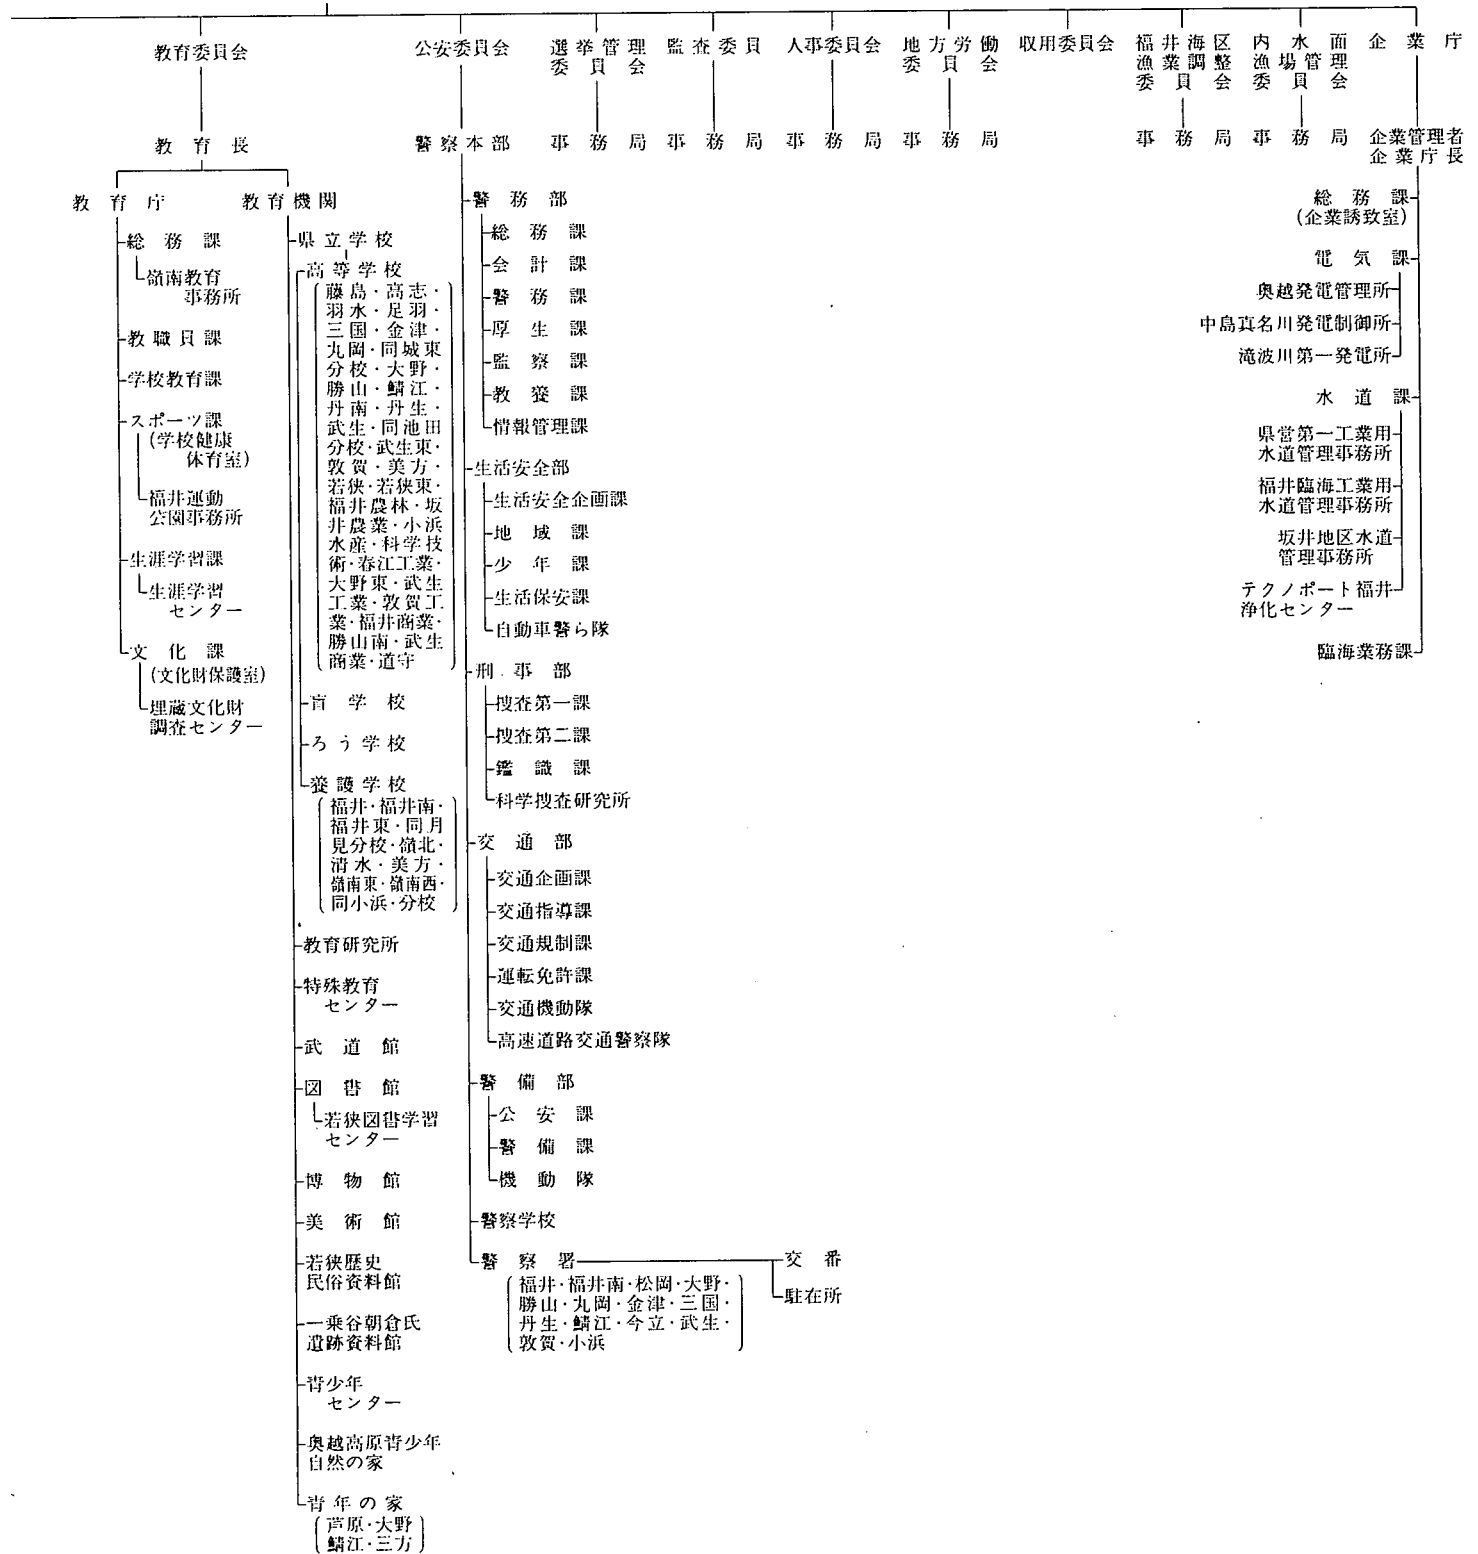 教育委員会
教育長
教育庁
総務課
嶺南教育
事務所
教職員課
学校教育課
スポーツ課
(学校健康
体育室)
福井運動
公園事務所
生涯学習課
生涯学習
センター
文化課
(文化財保護室)
埋蔵文化財
調査センター
教育機関
県立学校
高等学校
(藤島・高志・
羽水・足羽・
三国・金津・
丸岡・同城東
分校・大野・
勝山・鯖江・
丹南・丹生・
武生・同池田
分校・武生東・
敦賀・美方・
若狭・若狭東・
福井農林・坂
井農業・小浜
水産・科学技
術・春江工業・
大野東・武生
工業・敦賀工
業・福井商業・
勝山南・武生
商業・道守)
盲学校
ろう学校
養護学校
(福井・福井南・
福井東・同月
見分校・嶺北・
清水・美方・
嶺南東・嶺南西・
同小浜・分校)
教育研究所
特殊教育
センター
武道館
図書館
若狭図書学習
センター
博物館
美術館
若狭歴史
民俗資料館
一乗谷朝倉氏
遺跡資料館
青少年
センター
奥越高原青少年
自然の家
青年の家
(芦原・大野
鯖江・三方)
公安委員会
警察本部
警務部
総務課
会計課
警務課
厚生課
監察課
教養課
情報管理課
生活安全部
生活安全企画課
地域課
少年課
生活保安課
自動車警ら隊
刑事部
捜査第一課
捜査第二課
鑑識課
科学捜査研究所
交通部
交通企画課
交通指導課
交通規制課
運転免許課
交通機動隊
高速道路交通警察隊
警備部
公安課
警備課
機動隊
警察学校
警察署
(福井・福井南・松岡・大野・
勝山・丸岡・金津・三国・
丹生・鯖江・今立・武生・
敦賀・小浜)
交番
駐在所
選挙管理
委員会
事務局
監査委員
事務局
人事委員会
事務局
地方労働
委員会
事務局
収用委員会
福井海区
漁業調整
委員会
事務局
内水面
漁場管理
委員会
事務局
企業庁
企業管理者
企業庁長
総務課
(企業誘致室)
電気課
奥越発電管理所
中島真名川発電制御所
滝波川第一発電所
水道課
県営第一工業用
水道管理事務所
福井臨海工業用
水道管理事務所
坂井地区水道
管理事務所
テクノポート福井
浄化センター
臨海業務課